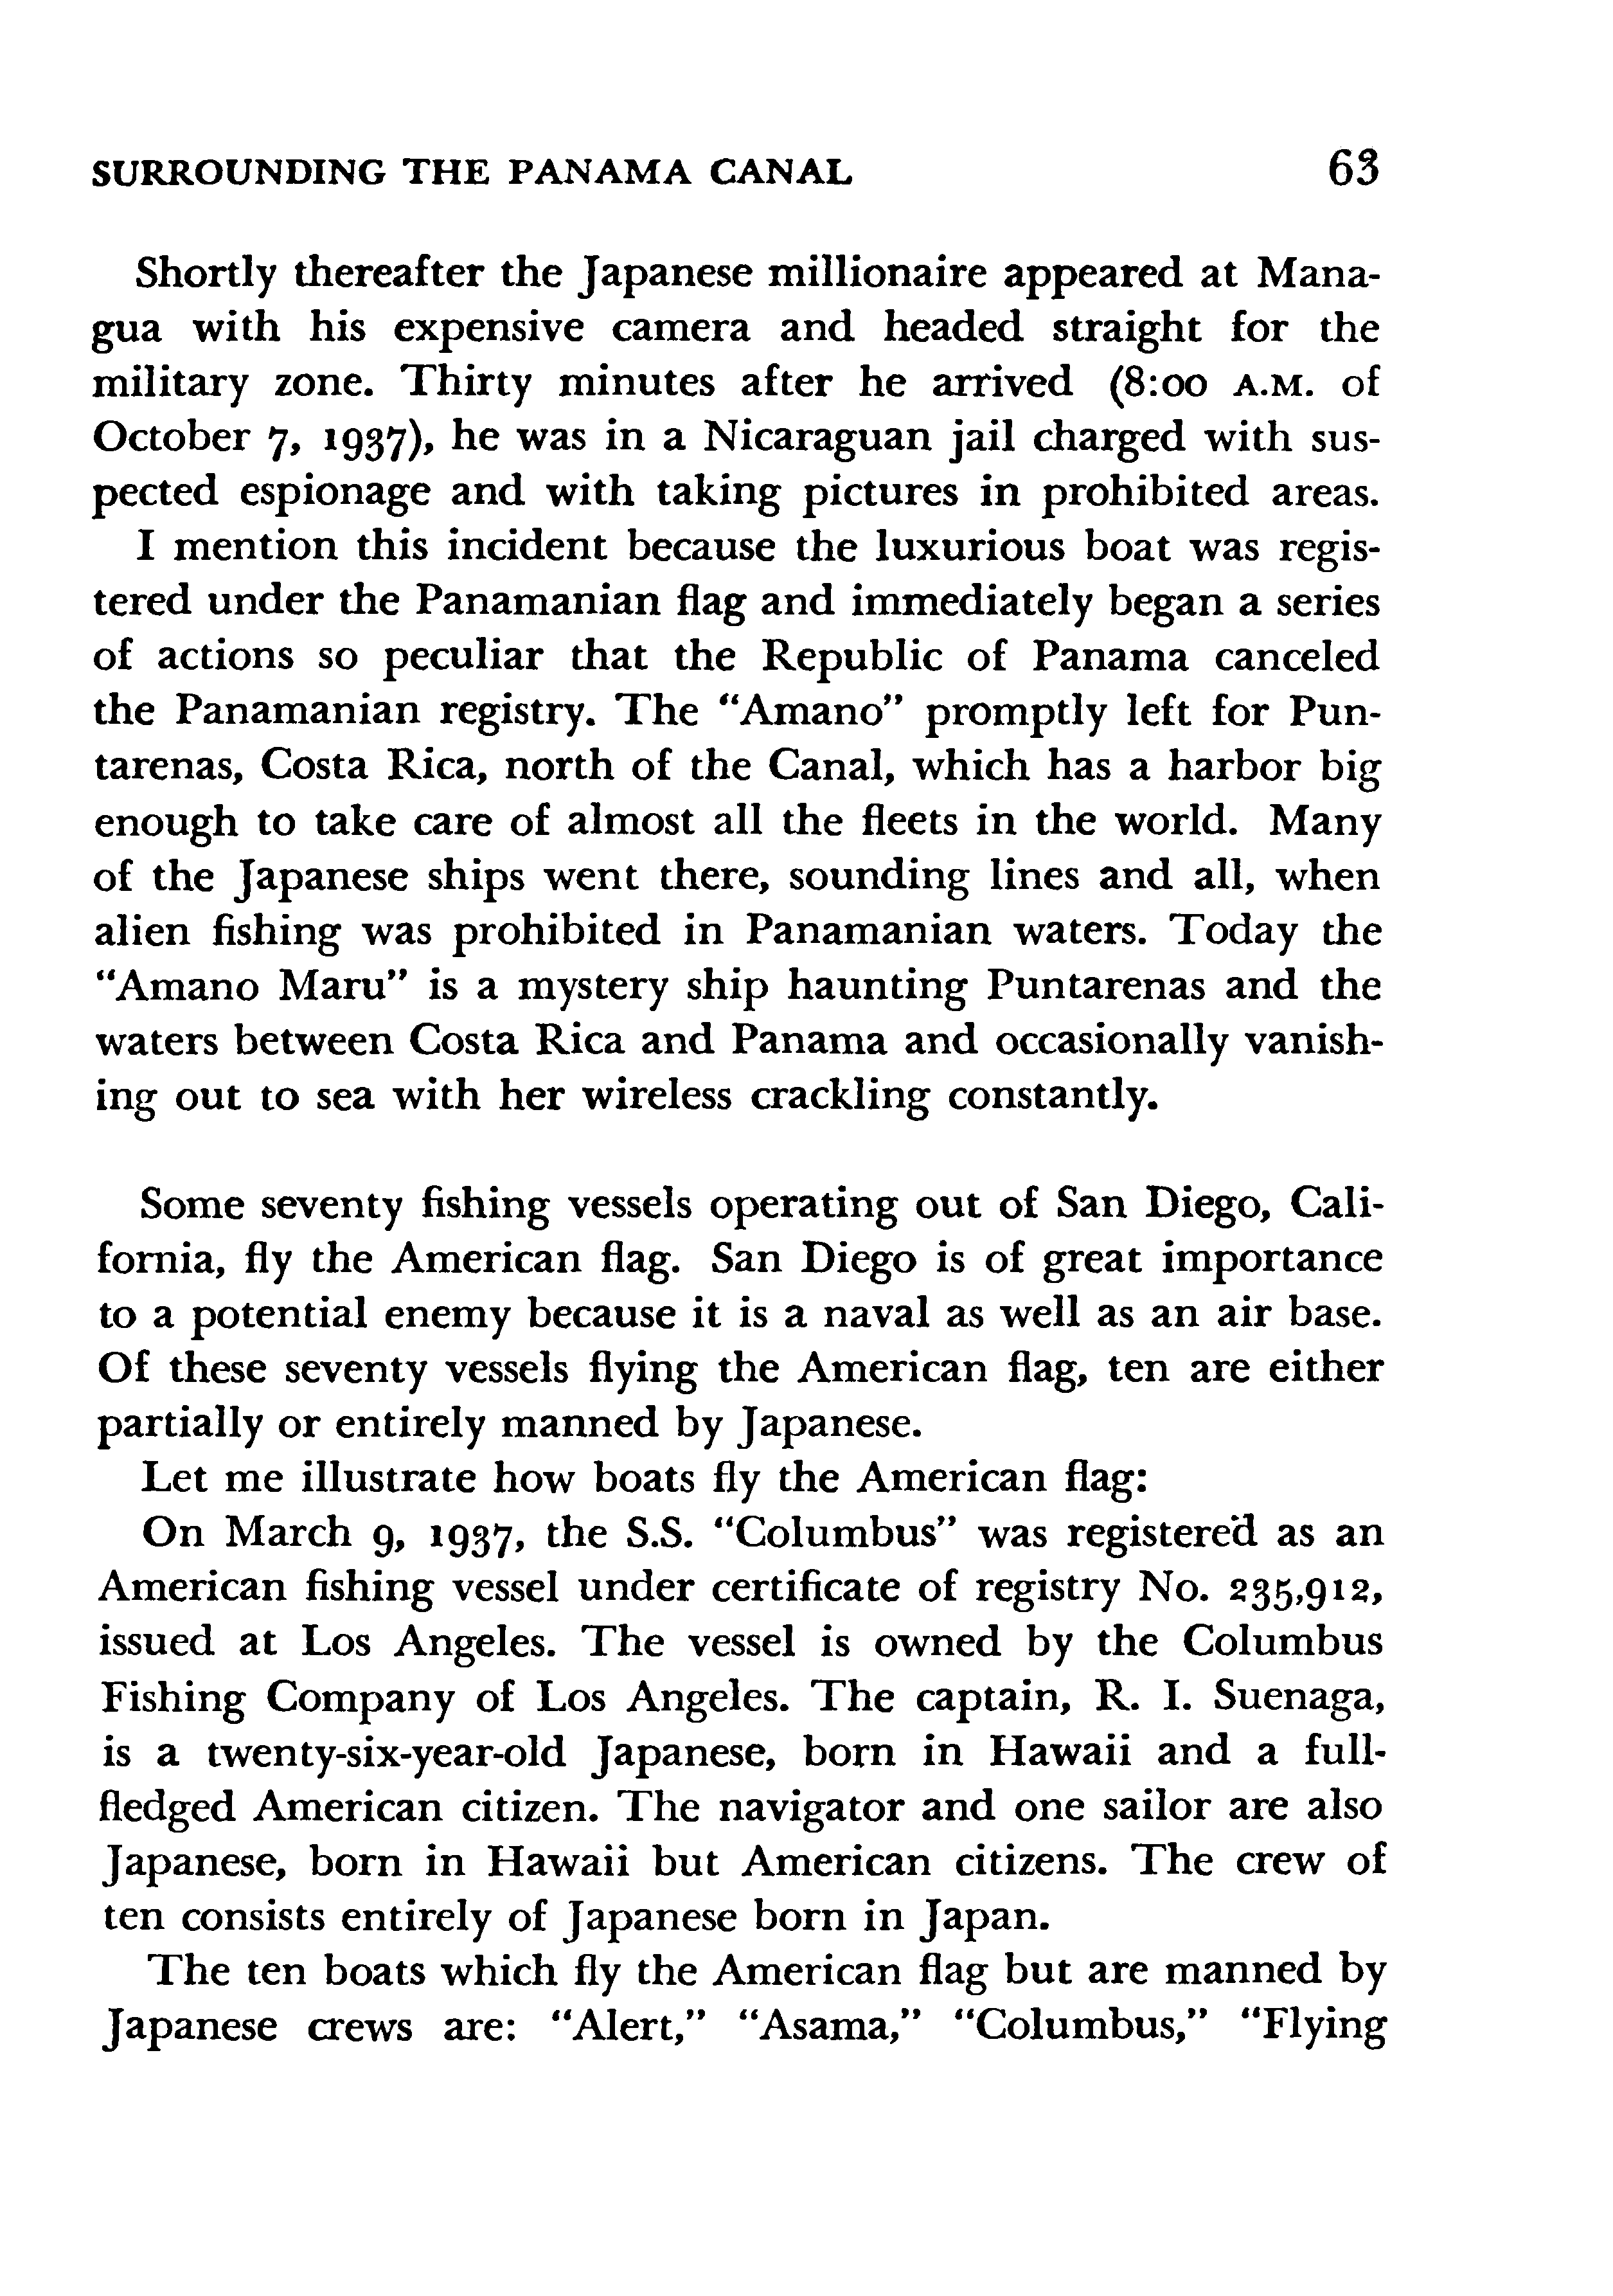 SURROUNDING THE PANAMA CANAL 63
Shortly thereafter the Japanese millionaire appeared at Mana-
gua with his expensive camera and headed straight for the
military zone. Thirty minutes after he arrived (8:00 A.M. of
October 7, 1937), he was in a Nicaraguan jail charged with sus-
pected espionage and with taking pictures in prohibited areas.
I mention this incident because the luxurious boat was regis-
tered under the Panamanian flag and immediately began a series
of actions so peculiar that the Republic of Panama canceled
the Panamanian registry. The “Amano” promptly left for Pun-
tarenas, Costa Rica, north of the Canal, which has a harbor big
enough to take care of almost all the fleets in the world. Many
of the Japanese ships went there, sounding lines and all, when
alien fishing was prohibited in Panamanian waters. Today the
“Amano Maru” is a mystery ship haunting Puntarenas and the
waters between Costa Rica and Panama and occasionally vanish-
ing out to sea with her wireless crackling constantly.
Some seventy fishing vessels operating out of San Diego, Cali-
fornia, fly the American flag. San Diego is of great importance
to a potential enemy because it is a naval as well as an air base.
Of these seventy vessels flying the American flag, ten are either
partially or entirely manned by Japanese.
Let me illustrate how boats fly the American flag:
On March 9, 1937, the S.S. “Columbus” was registered as an
American fishing vessel under certificate of registry No. 235,912,
issued at Los Angeles. The vessel is owned by the Columbus
Fishing Company of Los Angeles. The captain, R. I. Suenaga,
is a twenty-six-year-old Japanese, born in Hawaii and a full-
fledged American citizen. The navigator and one sailor are also
Japanese, born in Hawaii but American citizens. The crew of
ten consists entirely of Japanese born in Japan.
The ten boats which fly the American flag but are manned by
Japanese crews are: “Alert,” “Asama,” “Columbus,” “Flying